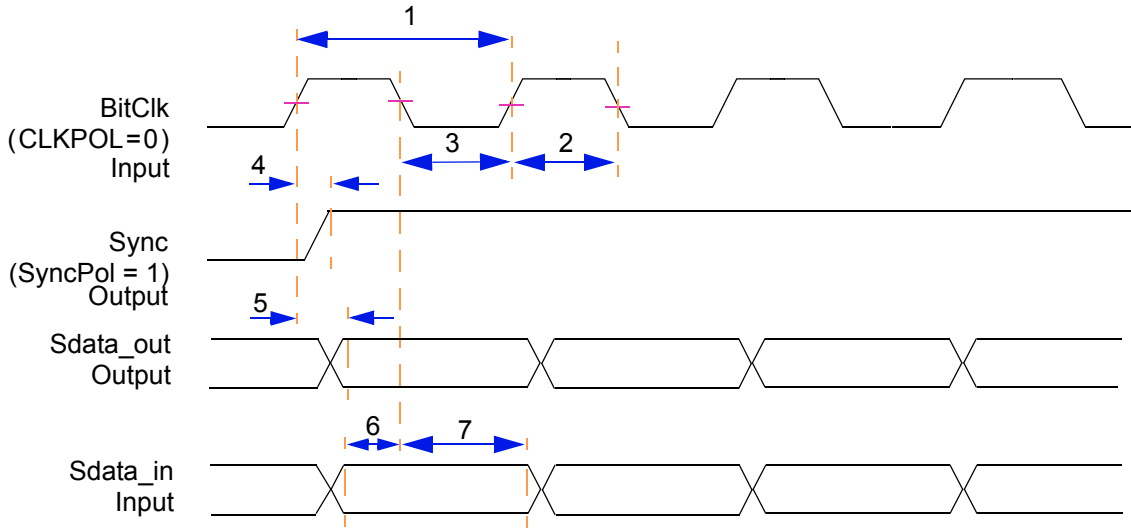 1
BitClk
(CLKPOL=0)
Input
3
2
4
Sync
(SyncPol = 1)
Output
5
Sdata_out
Output
6
7
Sdata_in
Input